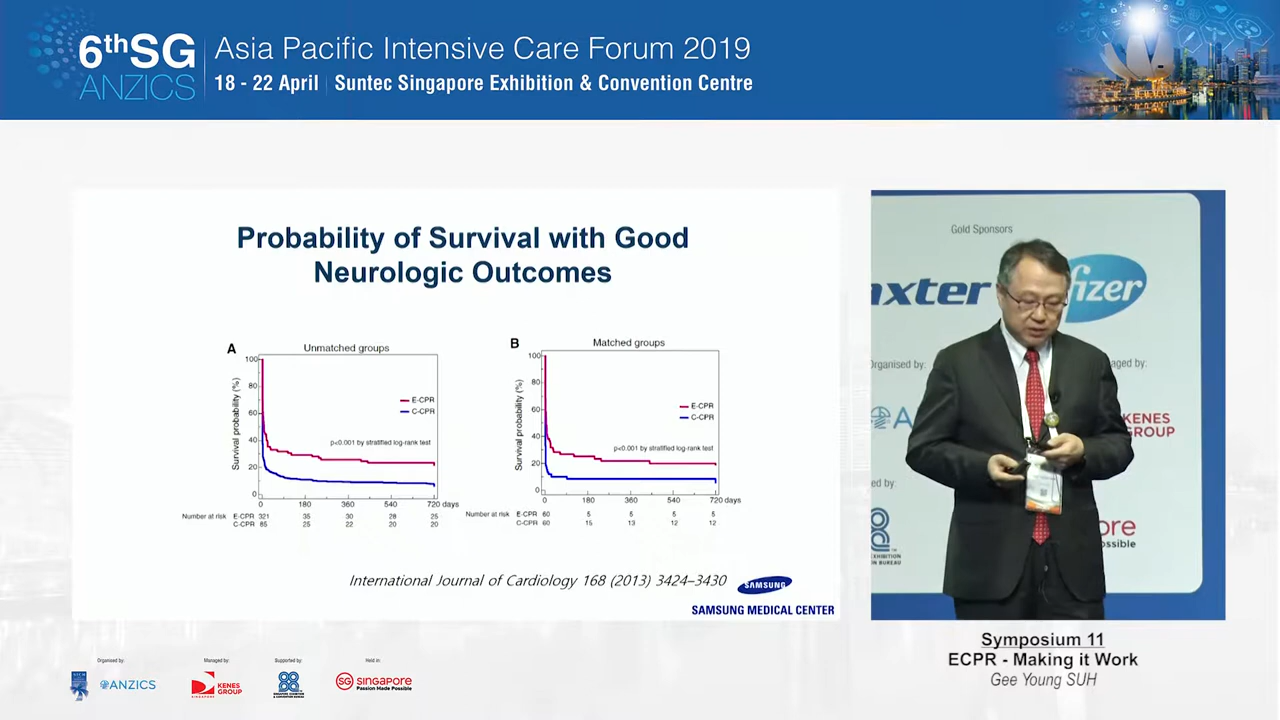 6thSG
ANZICS
Asia Pacific Intensive Care Forum 2019
18 - 22 April | Suntec Singapore Exhibition & Convention Centre
Probability of Survival with Good
Neurologic Outcomes
A
Unmatched groups
Survival probability (%)
100
80
60
40
20
0
E-CPR
C-CPR
p<0.001 by stratified log-rank test
0 180 360 540 720 days
Number at risk E-CPR 321 35 30 28 25
C-CPR 85 25 22 20 20
B
Matched groups
Survival probability (%)
100
80
60
40
20
0
E-CPR
C-CPR
p<0.001 by stratified log-rank test
0 180 360 540 720 days
Number at risk E-CPR 60 5 5 5 5
C-CPR 60 15 13 12 12
International Journal of Cardiology 168 (2013) 3424–3430
SAMSUNG
SAMSUNG MEDICAL CENTER
Gold Sponsors
axter
fizer
Organised by:
aged by:
A
KENES
GROUP
ed by:
ore
ossible
EXHIBITION
N BUREAU
Symposium 11
ECPR - Making it Work
Gee Young SUH
Organised by:
ANZICS
Managed by:
KENES
GROUP
Supported by:
Held in:
SG singapore
Passion Made Possible